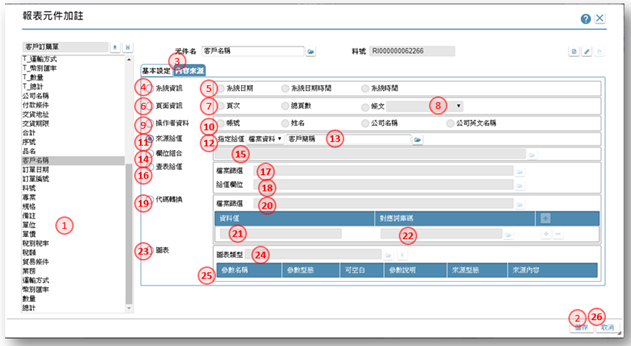 報表元件加註
客戶訂購單
元件名 客戶名稱
料號 RI000000062266
T_運輸方式
T_幣別匯率
T_數量
T_總計
公司名稱
付款條件
交貨地址
交貨期限
合計
序號
品名
客戶名稱
訂單日期
訂單編號
料號
專案
規格
備註
單位
單價
稅別稅率
稅額
貿易條件
業務
運輸方式
幣別匯率
數量
總計
1
3
基本設定 內容來源
4 系統資訊 5 系統日期 系統日期時間 系統時間
6 頁面資訊 7 頁次 總頁數 條文 8
9 操作者資料 10 帳號 姓名 公司名稱 公司英文名稱
11 來源給值 12 指定給值 檔案資料 客戶簡稱 13
14 欄位組合 15
16 查表給值 檔案篩選 17
給值欄位 18
19 代碼轉換 檔案篩選 20
資料值 對應詞庫碼
21 22
23 圖表 圖表類型 24
25 參數名稱 參數型態 可空白 參數說明 來源型態 來源內容
2 26
儲存 取消